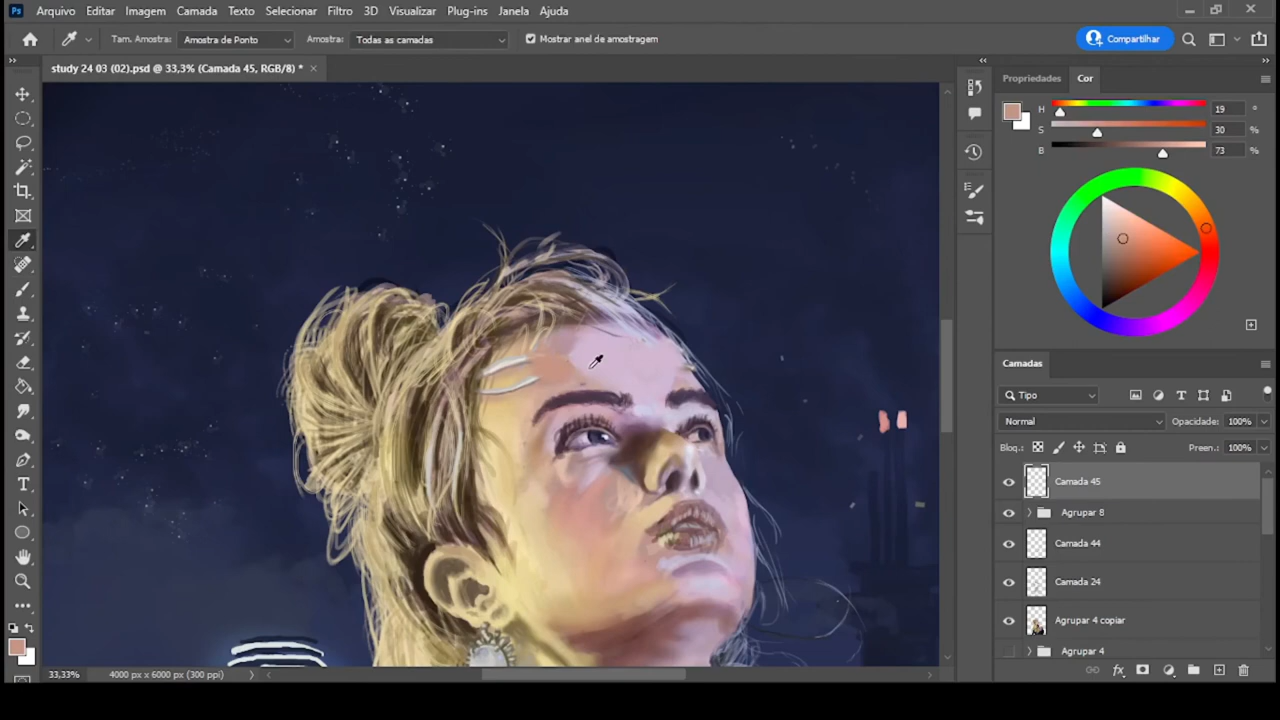 Ps Arquivo Editar Imagem Camada Texto Selecionar Filtro 3D Visualizar Plug-ins Janela Ajuda
Tam. Amostra: Amostra de Ponto Amostra: Todas as camadas Mostrar anel de amostragem Compartilhar
study 24 03 (02).psd @ 33,3% (Camada 45, RGB/8) *
Propriedades Cor
H 19 °
S 30 %
B 73 %
Camadas
Tipo
Normal Opacidade: 100%
Bloq.: Preen.: 100%
Camada 45
Agrupar 8
Camada 44
Camada 24
Agrupar 4 copiar
Agrupar 4
33,33% 4000 px x 6000 px (300 ppi)
fx